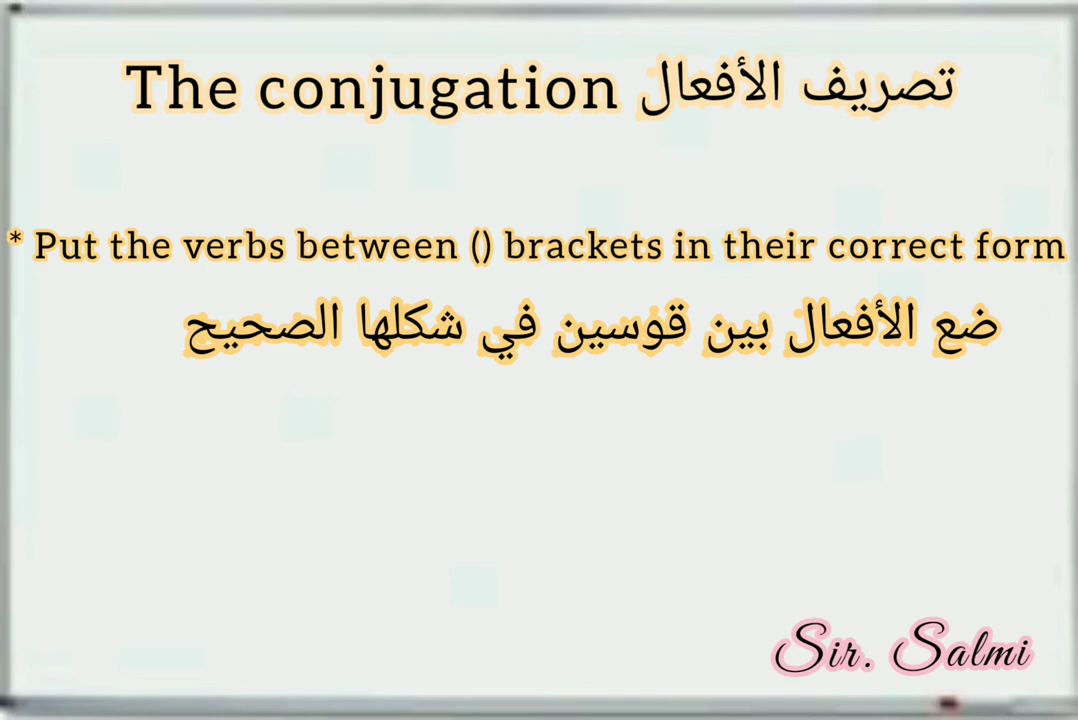 The conjugation تصريف الأفعال
* Put the verbs between () brackets in their correct form
ضع الأفعال بين قوسين في شكلها الصحيح
Sir. Salmi